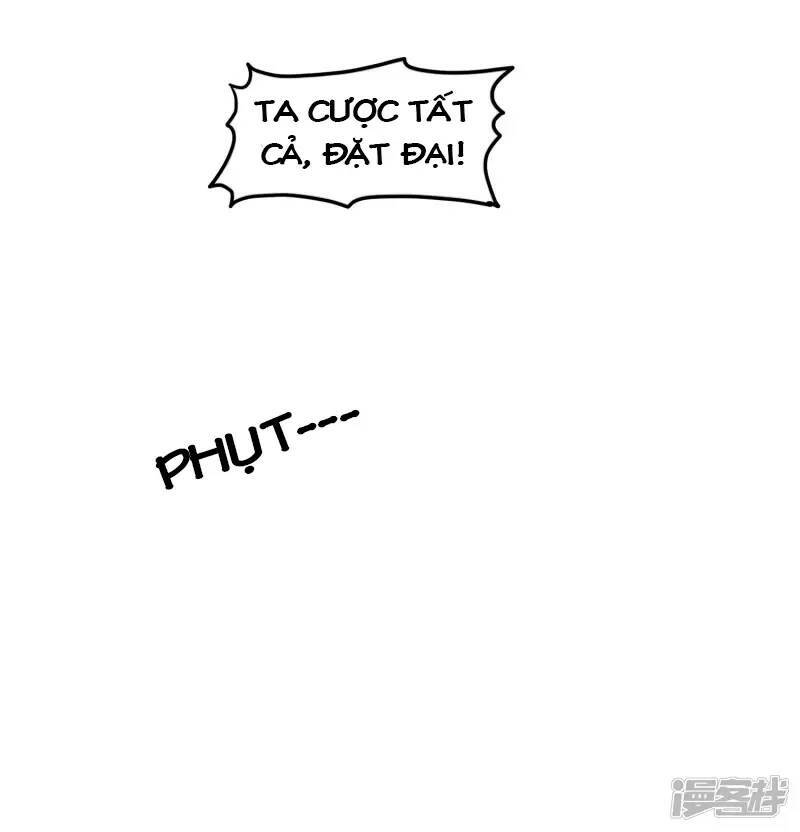 TA CƯỢC TẤT
CẢ, ĐẶT ĐẠI!
PHỤT---
漫客栈